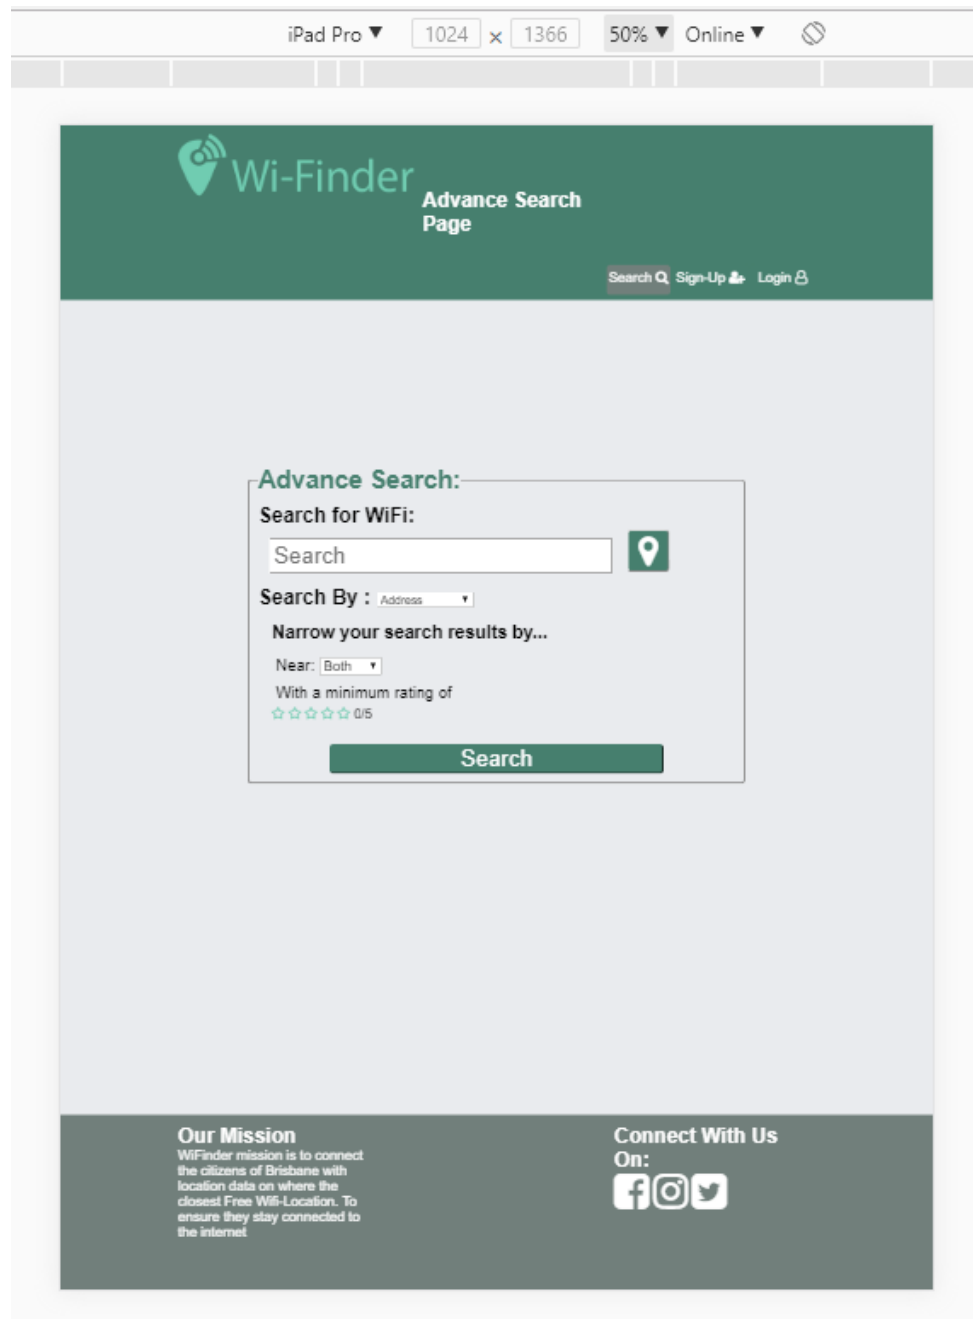 iPad Pro ▼ 1024 × 1366 50% ▼ Online ▼
Wi-Finder
Advance Search
Page
Search Sign-Up Login
Advance Search:
Search for WiFi:
Search
Search By : Address
Narrow your search results by...
Near: Both
With a minimum rating of
0/5
Search
Our Mission
WiFinder mission is to connect
the citizens of Brisbane with
location data on where the
closest Free Wifi-Location. To
ensure they stay connected to
the internet
Connect With Us
On: